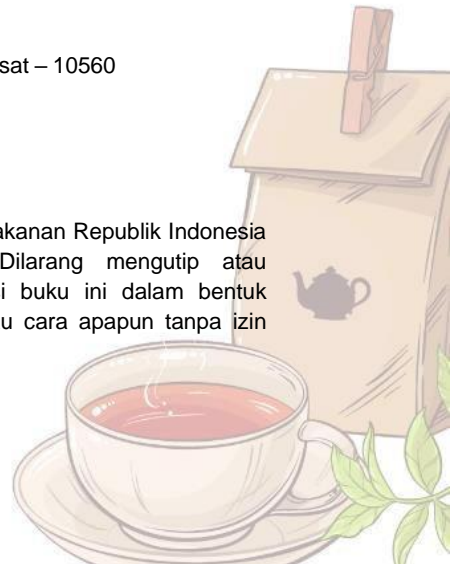 sat – 10560
akanan Republik Indonesia
Dilarang mengutip atau
i buku ini dalam bentuk
u cara apapun tanpa izin